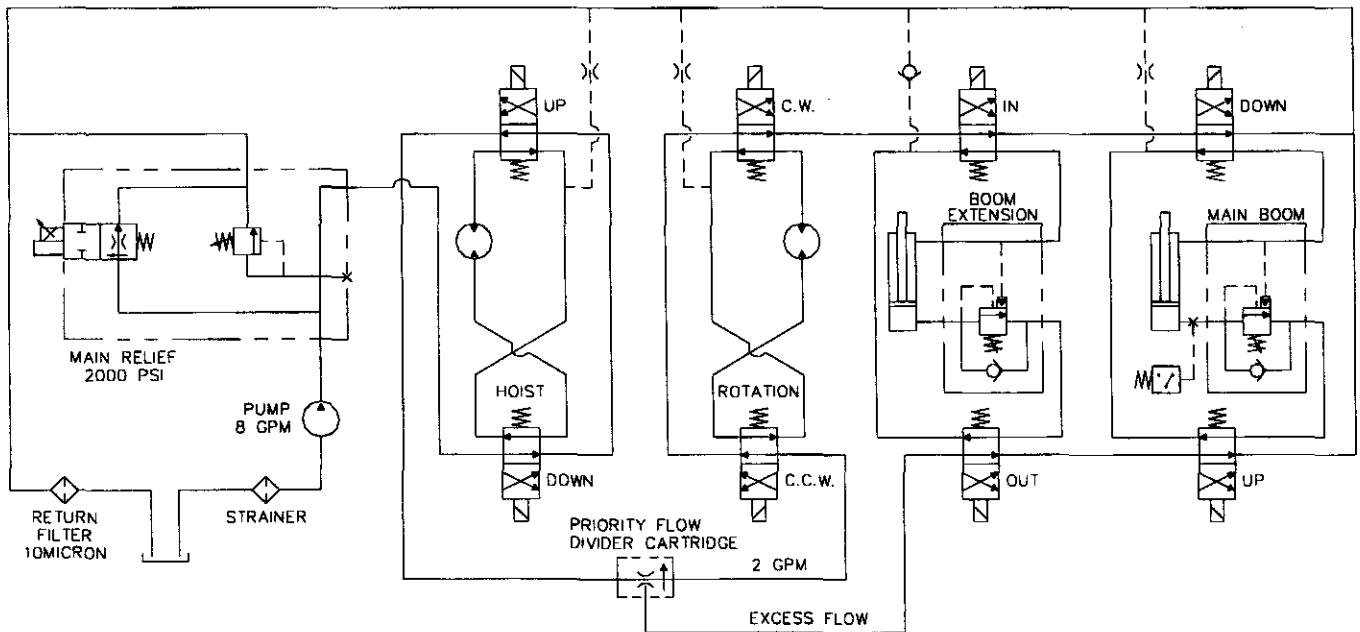 UP
C.W.
IN
DOWN
BOOM
EXTENSION
MAIN BOOM
MAIN RELIEF
2000 PSI
HOIST
ROTATION
PUMP
8 GPM
DOWN
C.C.W.
OUT
UP
RETURN
FILTER
10MICRON
STRAINER
PRIORITY FLOW
DIVIDER CARTRIDGE
2 GPM
EXCESS FLOW